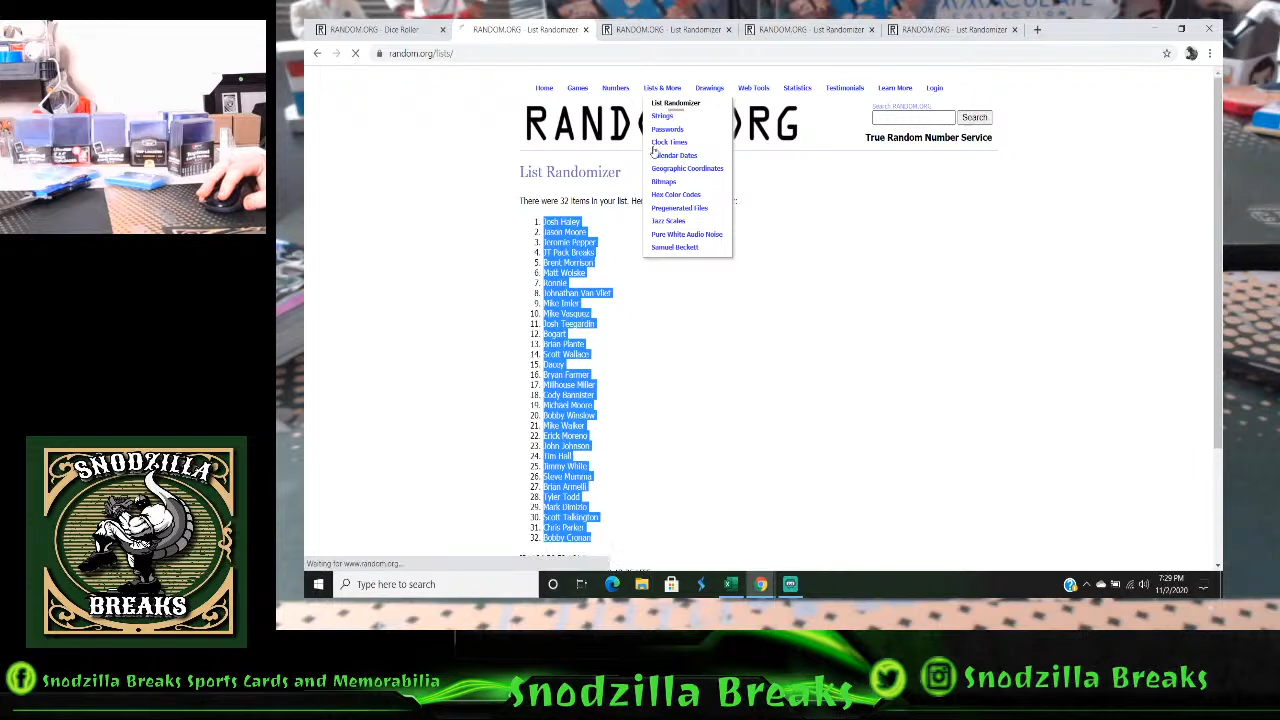 RANDOM.ORG - Dice Roller
RANDOM.ORG - List Randomizer
RANDOM.ORG - List Randomizer
RANDOM.ORG - List Randomizer
RANDOM.ORG - List Randomizer
random.org/lists/
Home Games Numbers Lists & More Drawings Web Tools Statistics Testimonials Learn More Login
List Randomizer
Strings
Passwords
Clock Times
Calendar Dates
Geographic Coordinates
Bitmaps
Hex Color Codes
Pregenerated Files
Jazz Scales
Pure White Audio Noise
Samuel Beckett
Search RANDOM.ORG
Search
True Random Number Service
List Randomizer
There were 32 items in your list.
1. Josh Haley
2. Jason Moore
3. Jeromie Pepper
4. JT Pack Breaks
5. Brent Morrison
6. Matt Wolske
7. Ronnie
8. Johnathan Van Vliet
9. Mike Imler
10. Mike Vasquez
11. Josh Teegardin
12. Bogart
13. Brian Plante
14. Scott Wallace
15. Dacey
16. Bryan Farmer
17. Millhouse Miller
18. Cody Bannister
19. Michael Moore
20. Bobby Winslow
21. Mike Walker
22. Erick Moreno
23. John Johnson
24. Tim Hall
25. Jimmy White
26. Steve Mumma
27. Brian Armelli
28. Tyler Todd
29. Mark Dimizio
30. Scott Talkington
31. Chris Parker
32. Bobby Cronan
Waiting for www.random.org...
Type here to search
7:29 PM
11/2/2020
SNODZILLA
BREAKS
Snodzilla Breaks Sports Cards and Memorabilia
Snodzilla Breaks
Snodzilla Breaks